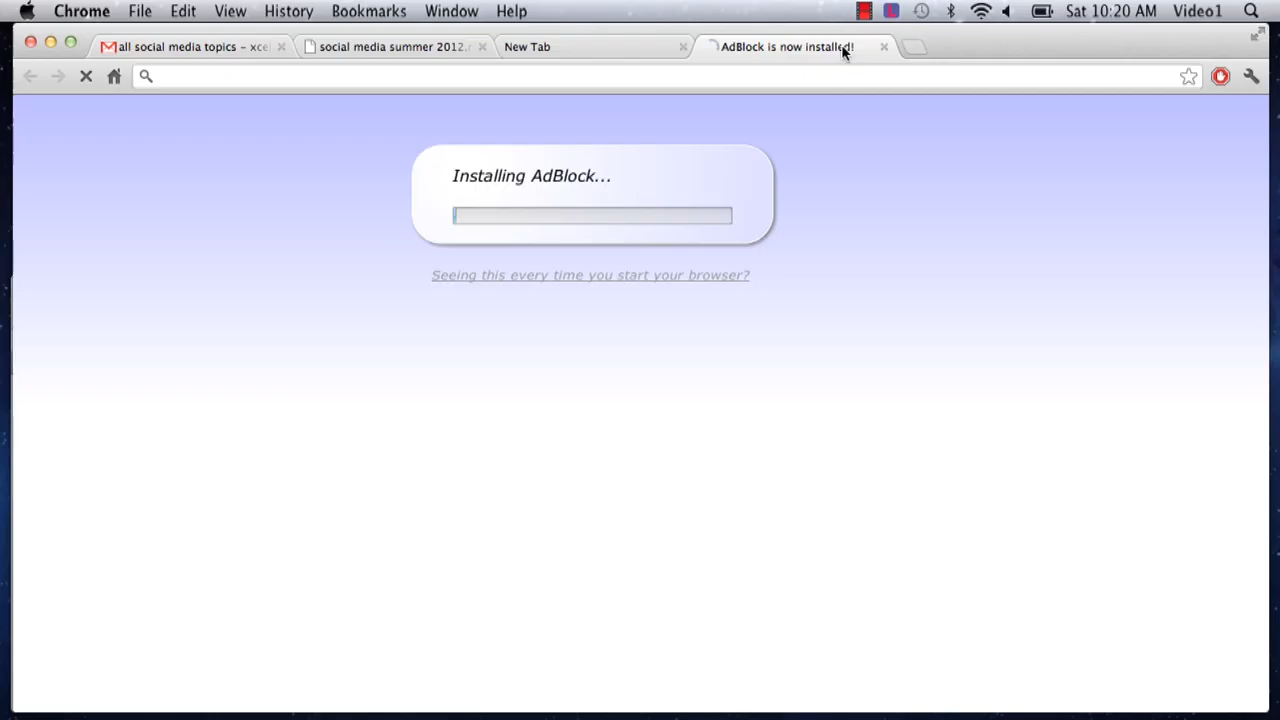 Chrome File Edit View History Bookmarks Window Help Sat 10:20 AM Video1
all social media topics – xce social media summer 2012.r New Tab AdBlock is now installed!
Installing AdBlock...
Seeing this every time you start your browser?